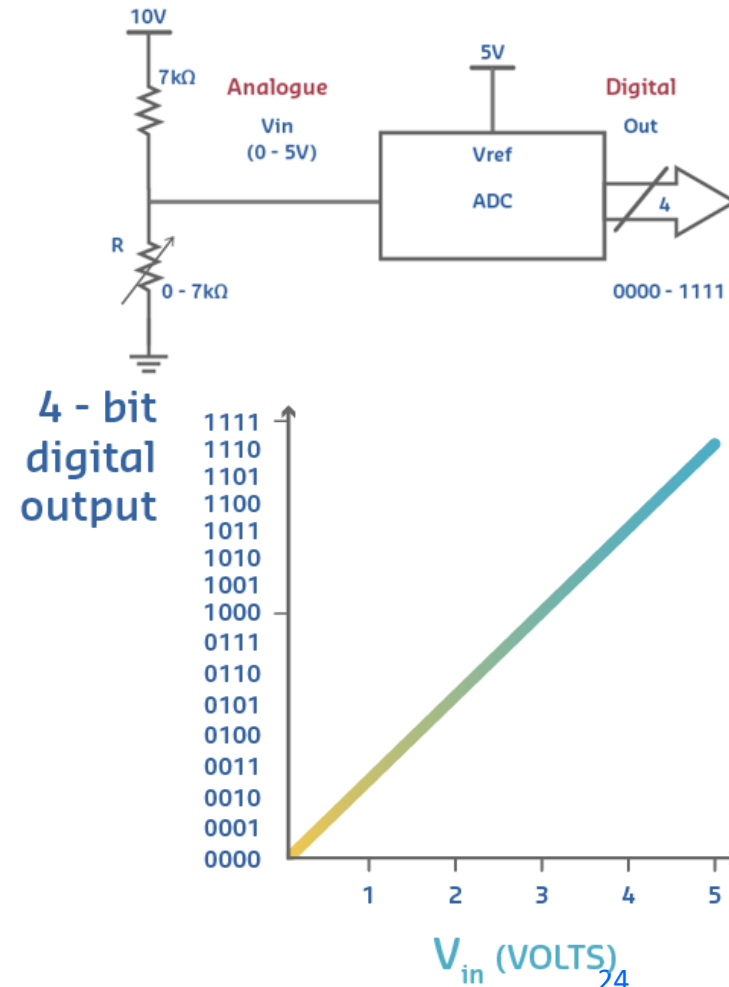 10V
7kΩ
Analogue
Vin
(0 - 5V)
5V
Vref
ADC
Digital
Out
4
R
0 - 7kΩ
0000 - 1111
4 - bit
digital
output
1111
1110
1101
1100
1011
1010
1001
1000
0111
0110
0101
0100
0011
0010
0001
0000
1 2 3 4 5
Vin (VOLTS)
24